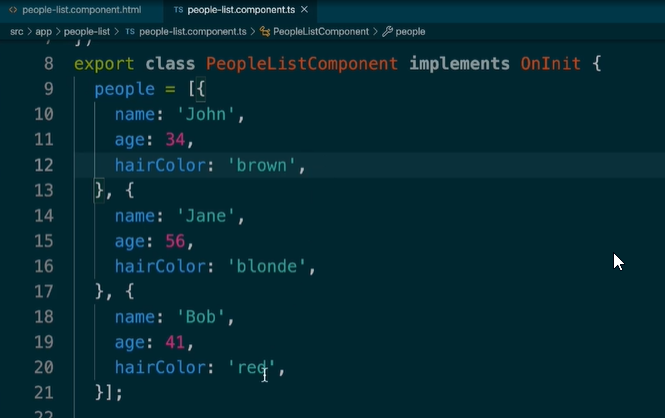 people-list.component.html TS people-list.component.ts ×
src > app > people-list > TS people-list.component.ts > PeopleListComponent > people
8 export class PeopleListComponent implements OnInit {
9 people = [{
10 name: 'John',
11 age: 34,
12 hairColor: 'brown',
13 }, {
14 name: 'Jane',
15 age: 56,
16 hairColor: 'blonde',
17 }, {
18 name: 'Bob',
19 age: 41,
20 hairColor: 'red',
21 }];